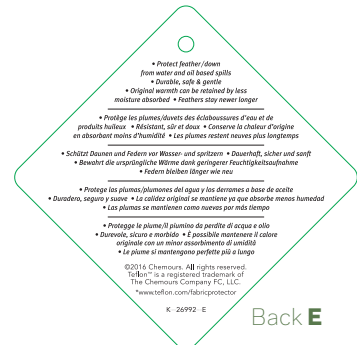 • Protect feather/down
from water and oil based spills
• Durable, safe & gentle
• Original warmth can be retained by less
moisture absorbed • Feathers stay newer longer
• Protège les plumes/duvets des éclaboussures d'eau et de
produits huileux • Résistant, sûr et doux • Conserve la chaleur d'origine
en absorbant moins d'humidité • Les plumes restent neuves plus longtemps
• Schützt Daunen und Federn vor Wasser- und spritzern • Dauerhaft, sicher und sanft
• Bewahrt die ursprüngliche Wärme dank geringerer Feuchtigkeitsaufnahme
• Federn bleiben länger wie neu
• Protege las plumas/plumones del agua y los derrames a base de aceite
• Duradero, seguro y suave • La calidez original se mantiene ya que absorbe menos humedad
• Las plumas se mantienen como nuevas por más tiempo
• Protegge le piume/il piumino da perdite di acqua e olio
• Durevole, sicuro e morbido • È possibile mantenere il calore
originale con un minor assorbimento di umidità
• Le piume si mantengono perfette più a lungo
©2016 Chemours. All rights reserved.
Teflon™ is a registered trademark of
The Chemours Company FC, LLC.
*www.teflon.com/fabricprotector
K 26992 E
Back E